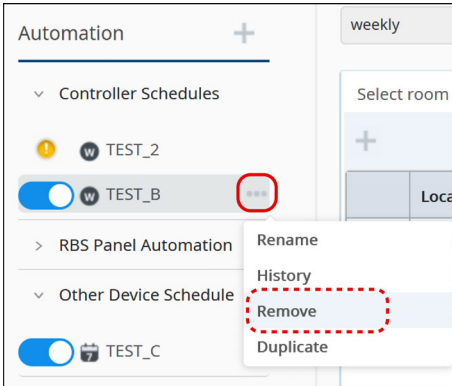 Automation
weekly
Controller Schedules
Select room
W TEST_2
W TEST_B
Loca
RBS Panel Automation
Rename
History
Other Device Schedule
Remove
7 TEST_C
Duplicate